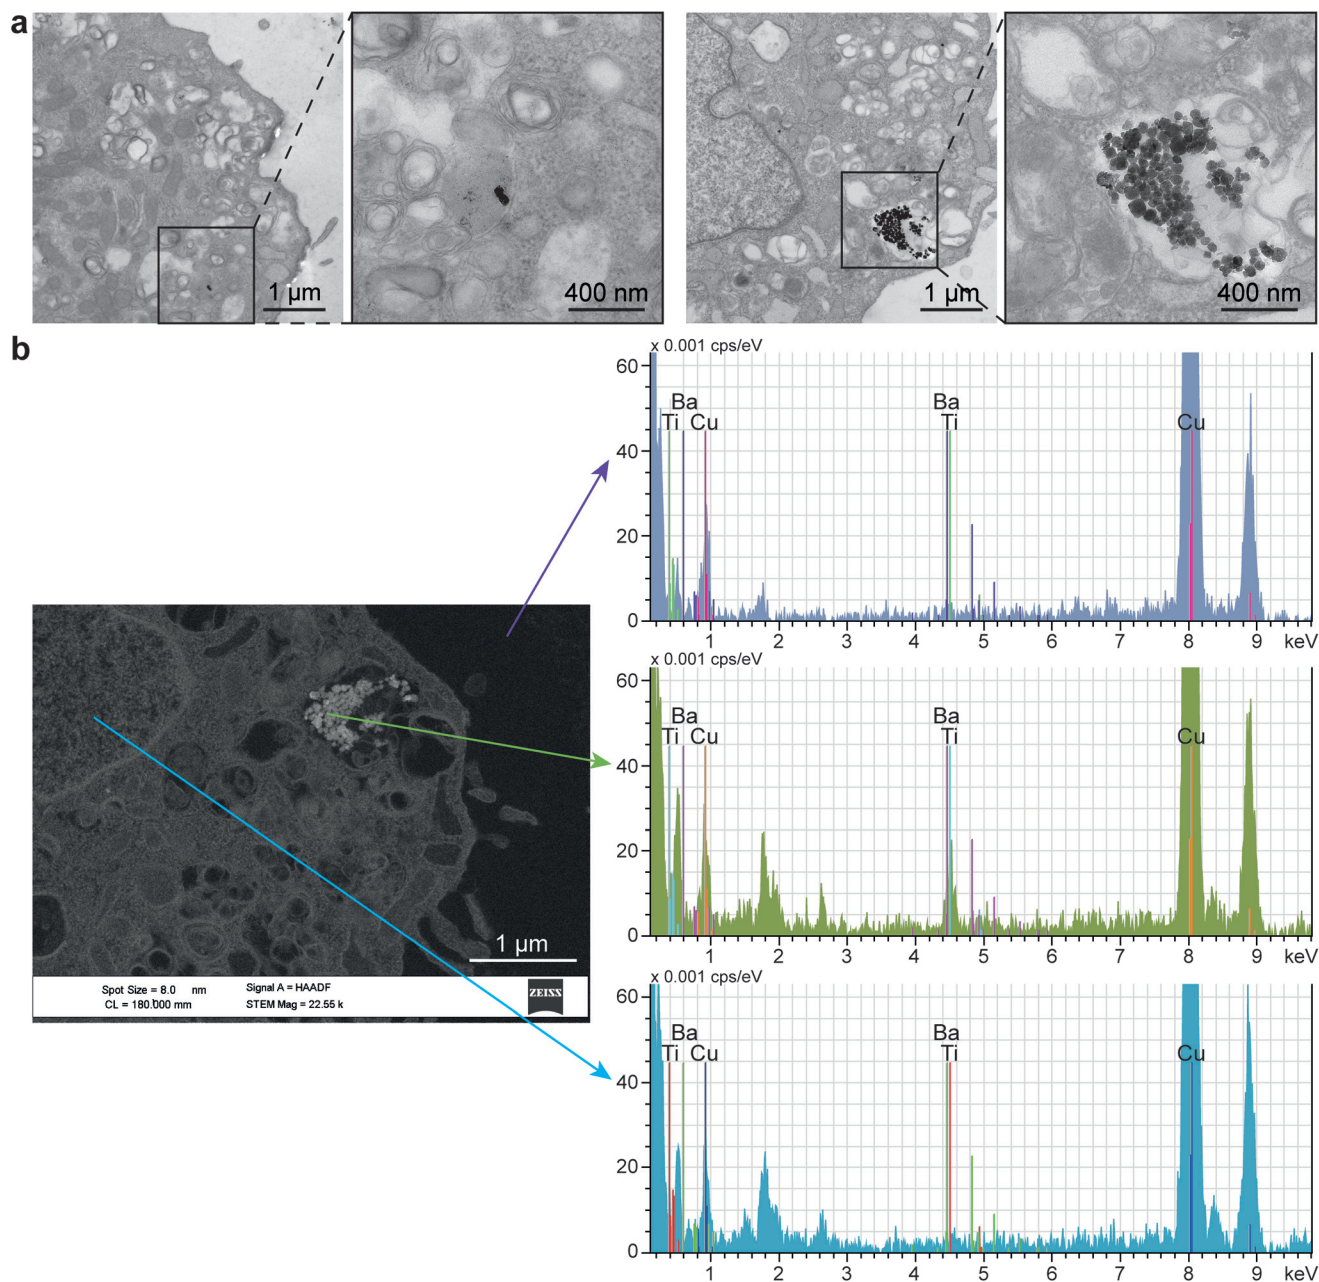 a
1 µm
400 nm
1 µm
400 nm
b
x 0.001 cps/eV
60
40
20
0
Ba
Ti Cu
Ba
Ti
Cu
1 2 3 4 5 6 7 8 9 keV
x 0.001 cps/eV
60
40
20
0
Ba
Ti Cu
Ba
Ti
Cu
1 2 3 4 5 6 7 8 9 keV
1 µm
Spot Size = 8.0 nm Signal A = HAADF
CL = 180.000 mm STEM Mag = 22.55 k
ZEISS
x 0.001 cps/eV
60
40
20
0
Ba
Ti Cu
Ba
Ti
Cu
1 2 3 4 5 6 7 8 9 keV